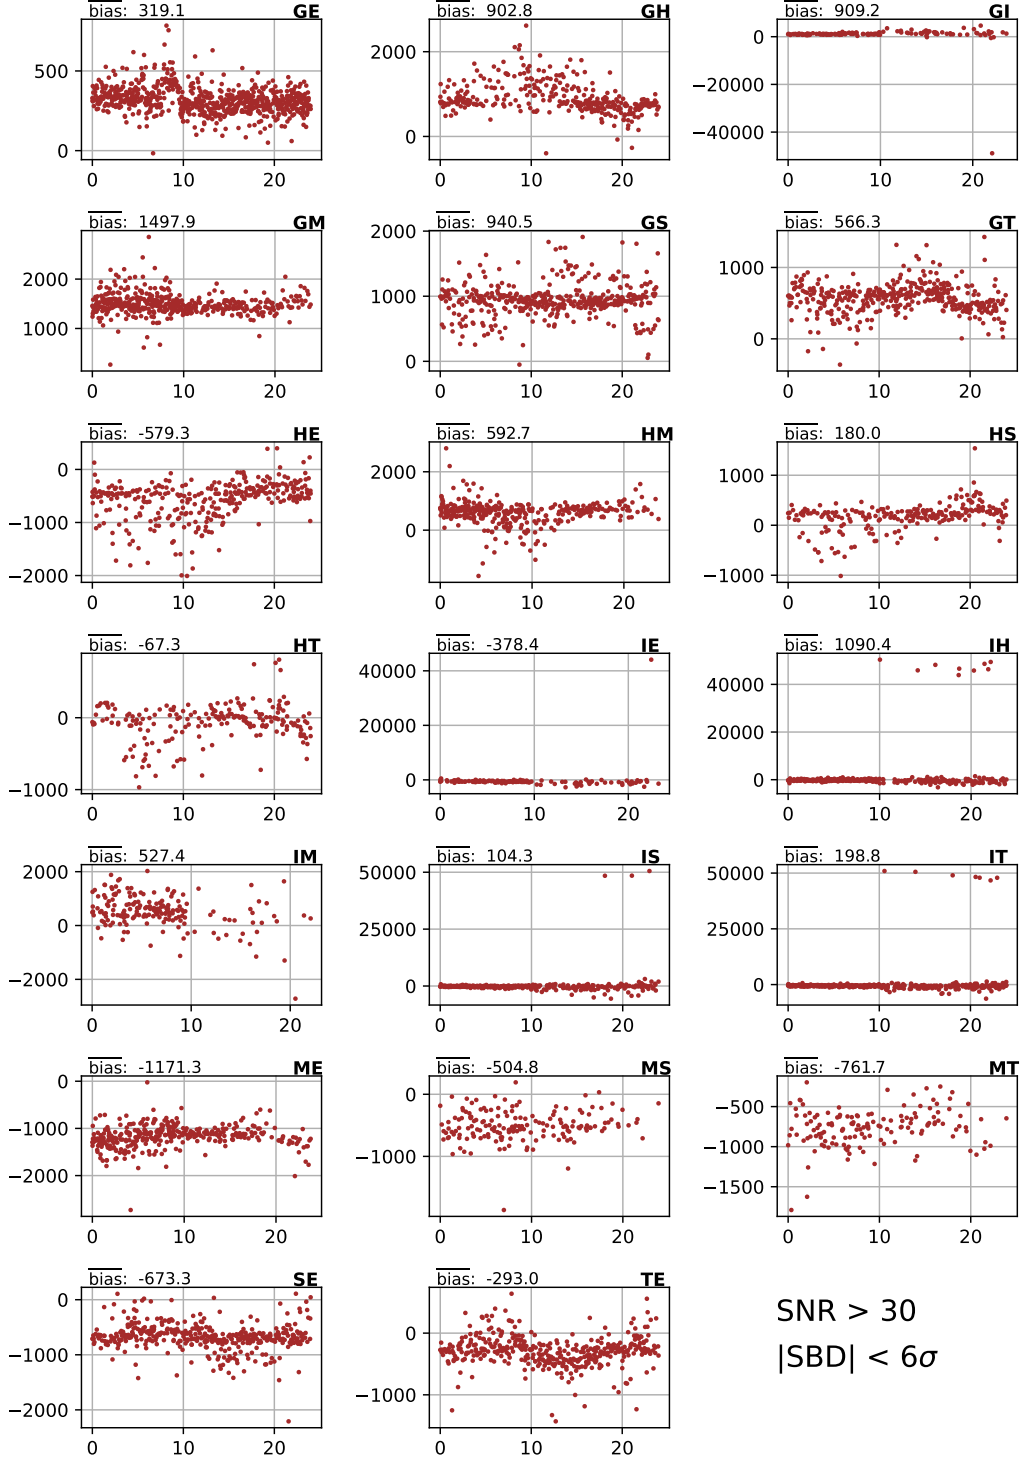 bias: 319.1 GE
bias: 902.8 GH
bias: 909.2 GI
500
0
0 10 20
2000
0
0 10 20
0
−20000
−40000
0 10 20
bias: 1497.9 GM
bias: 940.5 GS
bias: 566.3 GT
2000
1000
0 10 20
2000
1000
0
0 10 20
1000
0
0 10 20
bias: -579.3 HE
bias: 592.7 HM
bias: 180.0 HS
0
−1000
−2000
0 10 20
2000
0
0 10 20
1000
0
−1000
0 10 20
bias: -67.3 HT
bias: -378.4 IE
bias: 1090.4 IH
0
−1000
0 10 20
40000
20000
0
0 10 20
40000
20000
0
0 10 20
bias: 527.4 IM
bias: 104.3 IS
bias: 198.8 IT
2000
0
−2000
0 10 20
50000
25000
0
0 10 20
50000
25000
0
0 10 20
bias: -1171.3 ME
bias: -504.8 MS
bias: -761.7 MT
0
−1000
−2000
0 10 20
0
−1000
0 10 20
−500
−1000
−1500
0 10 20
bias: -673.3 SE
bias: -293.0 TE
0
−1000
−2000
0 10 20
0
−1000
0 10 20
SNR > 30
|SBD| < 6σ